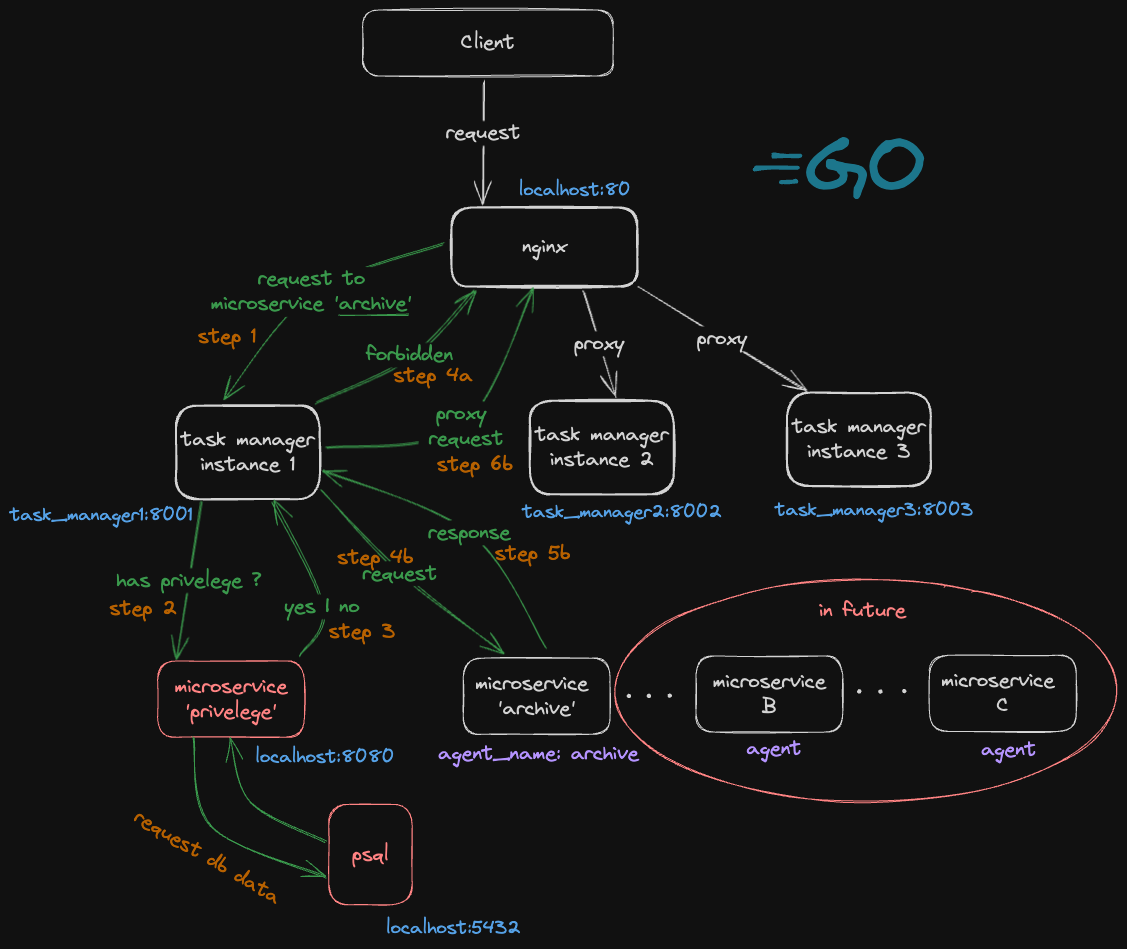 Client
request
GO
localhost:80
nginx
request to
microservice 'archive'
step 1
forbidden
step 4a
proxy
proxy
proxy
request
step 6b
task manager
instance 1
task manager
instance 2
task manager
instance 3
task_manager1:8001
task_manager2:8002
task_manager3:8003
response
step 5b
step 4b
request
has privelege ?
step 2
yes | no
step 3
in future
microservice
'privelege'
microservice
'archive'
...
microservice
B
...
microservice
C
localhost:8080
agent_name: archive
agent
agent
request db data
psql
localhost:5432